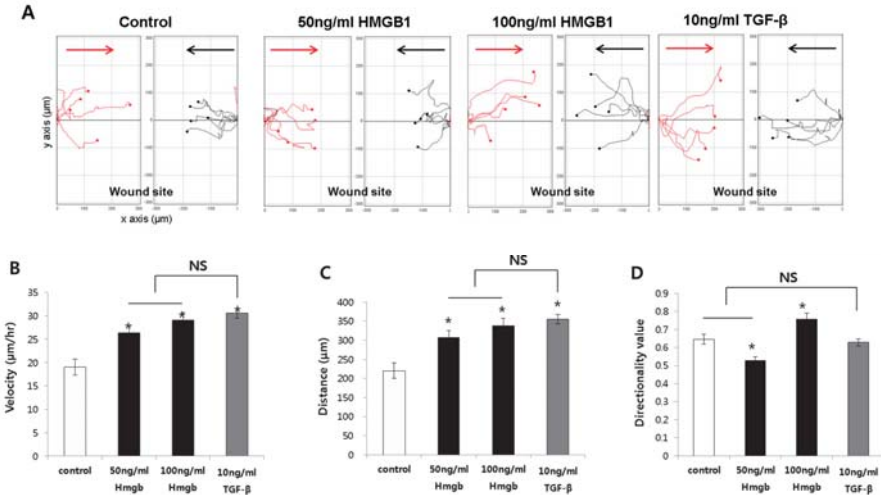 A
Control
50ng/ml HMGB1
100ng/ml HMGB1
10ng/ml TGF-β
y axis (μm)
Wound site
Wound site
Wound site
Wound site
x axis (μm)
B
NS
Velocity (μm/hr)
35
30
25
20
15
10
5
0
*
*
*
control
50ng/ml
Hmgb
100ng/ml
Hmgb
10ng/ml
TGF-β
C
NS
Distance (μm)
400
350
300
250
200
150
100
50
0
*
*
*
control
50ng/ml
Hmgb
100ng/ml
Hmgb
10ng/ml
TGF-β
D
NS
Directionality value
0.9
0.8
0.7
0.6
0.5
0.4
0.3
0.2
0.1
0
*
*
control
50ng/ml
Hmgb
100ng/ml
Hmgb
10ng/ml
TGF-β